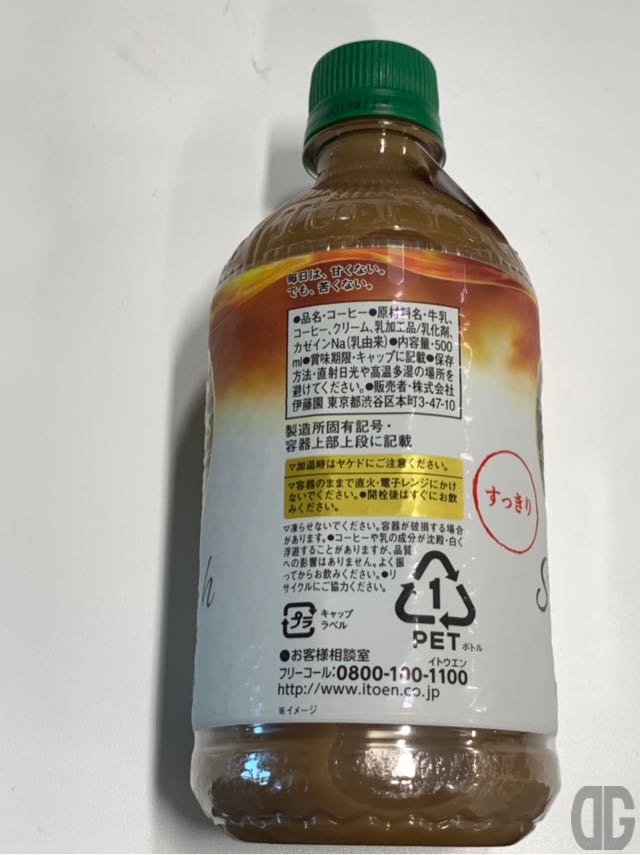 毎日は、甘くない。
でも、苦くない。
●品名・コーヒー●原材料名・牛乳、
コーヒー、クリーム、乳加工品/乳化剤、
カゼインNa(乳由来)●内容量・500
ml●賞味期限・キャップに記載●保存
方法・直射日光や高温多湿の場所を
避けてください。●販売者・株式会社
伊藤園 東京都渋谷区本町3-47-10
製造所固有記号・
容器上部上段に記載
▽加温時はヤケドにご注意ください。
▽容器のままで直火・電子レンジにかけ
ないでください。●開栓後はすぐにお飲
みください。
すっきり
▽凍らせないでください。容器が破損する場合
があります。●コーヒーや乳の成分が沈殿・白く
浮遊することがありますが、品質
への影響はありません。よく振
ってからお飲みください。●リ
サイクルにご協力ください。
1
PET ボトル
プラ
キャップ
ラベル
●お客様相談室
イトウエン
フリーコール:0800-100-1100
http://www.itoen.co.jp
※イメージ
h
S
DG